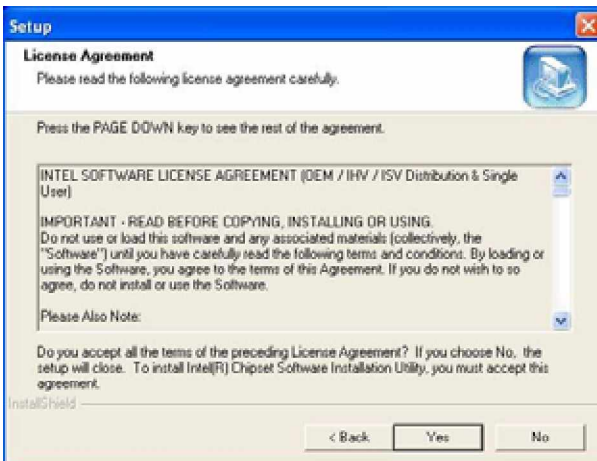 Setup
License Agreement
Please read the following license agreement carefully.
Press the PAGE DOWN key to see the rest of the agreement.
INTEL SOFTWARE LICENSE AGREEMENT (OEM / IHV / ISV Distribution & Single
User)
IMPORTANT - READ BEFORE COPYING, INSTALLING OR USING.
Do not use or load this software and any associated materials (collectively, the
"Software") until you have carefully read the following terms and conditions. By loading or
using the Software, you agree to the terms of this Agreement. If you do not wish to so
agree, do not install or use the Software.
Please Also Note:
Do you accept all the terms of the preceding License Agreement? If you choose No, the
setup will close. To install Intel(R) Chipset Software Installation Utility, you must accept this
agreement.
InstallShield
< Back Yes No